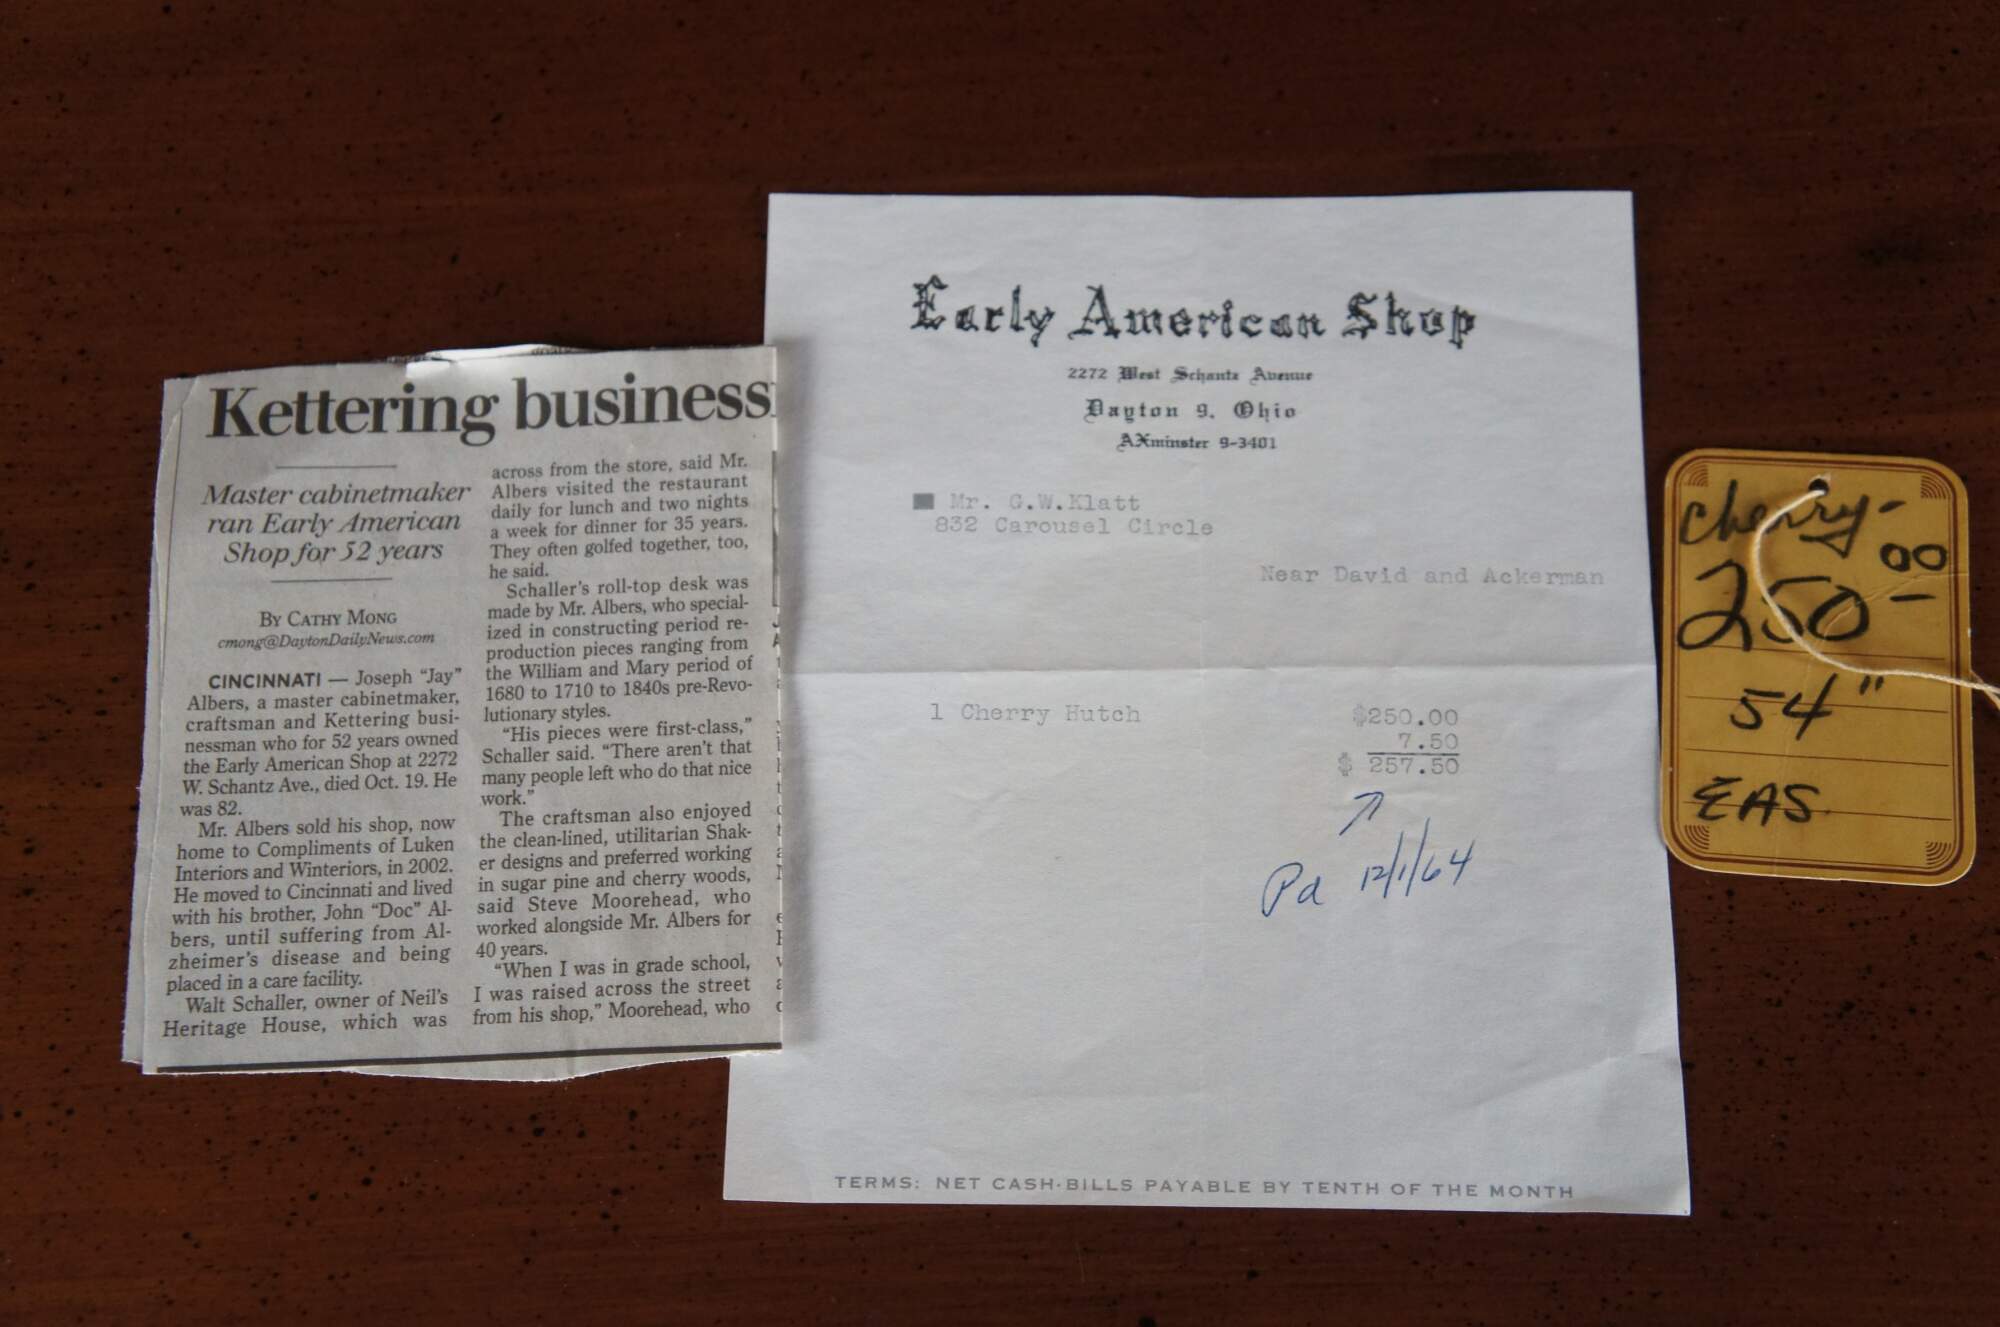 Kettering business
Master cabinetmaker
ran Early American
Shop for 52 years
By Cathy Mong
cmong@DaytonDailyNews.com
CINCINNATI — Joseph “Jay”
Albers, a master cabinetmaker,
craftsman and Kettering busi-
nessman who for 52 years owned
the Early American Shop at 2272
W. Schantz Ave., died Oct. 19. He
was 82.
Mr. Albers sold his shop, now
home to Compliments of Luken
Interiors and Winteriors, in 2002.
He moved to Cincinnati and lived
with his brother, John “Doc” Al-
bers, until suffering from Al-
zheimer’s disease and being
placed in a care facility.
Walt Schaller, owner of Neil’s
Heritage House, which was
across from the store, said Mr.
Albers visited the restaurant
daily for lunch and two nights
a week for dinner for 35 years.
They often golfed together, too,
he said.
Schaller’s roll-top desk was
made by Mr. Albers, who special-
ized in constructing period re-
production pieces ranging from
the William and Mary period of
1680 to 1710 to 1840s pre-Revo-
lutionary styles.
“His pieces were first-class,”
Schaller said. “There aren’t that
many people left who do that nice
work.”
The craftsman also enjoyed
the clean-lined, utilitarian Shak-
er designs and preferred working
in sugar pine and cherry woods,
said Steve Moorehead, who
worked alongside Mr. Albers for
40 years.
“When I was in grade school,
I was raised across the street
from his shop,” Moorehead, who
Early American Shop
2272 West Schantz Avenue
Dayton 9, Ohio
AXminster 9-3401
Mr. G.W.Klatt
832 Carousel Circle
Near David and Ackerman
1 Cherry Hutch $250.00
7.50
$ 257.50
Pd 12/1/64
TERMS: NET CASH-BILLS PAYABLE BY TENTH OF THE MONTH
cherry-
250 00
54"
EAS.